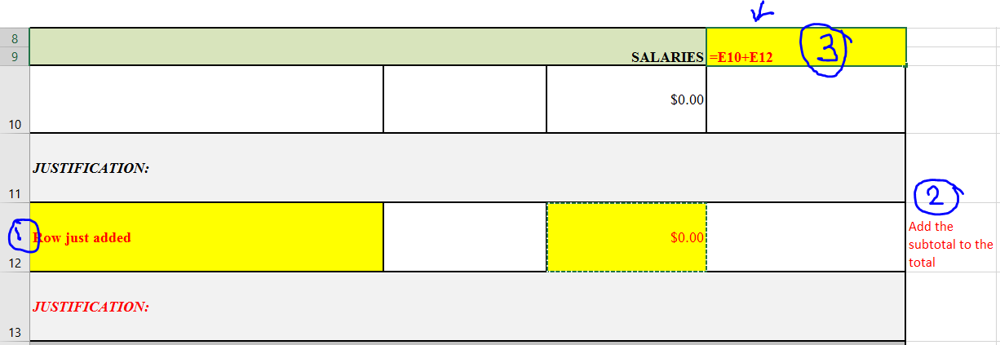 8
3
9 SALARIES =E10+E12
$0.00
10
JUSTIFICATION:
11
2
1 Row just added $0.00
Add the
subtotal to the
total
12
JUSTIFICATION:
13